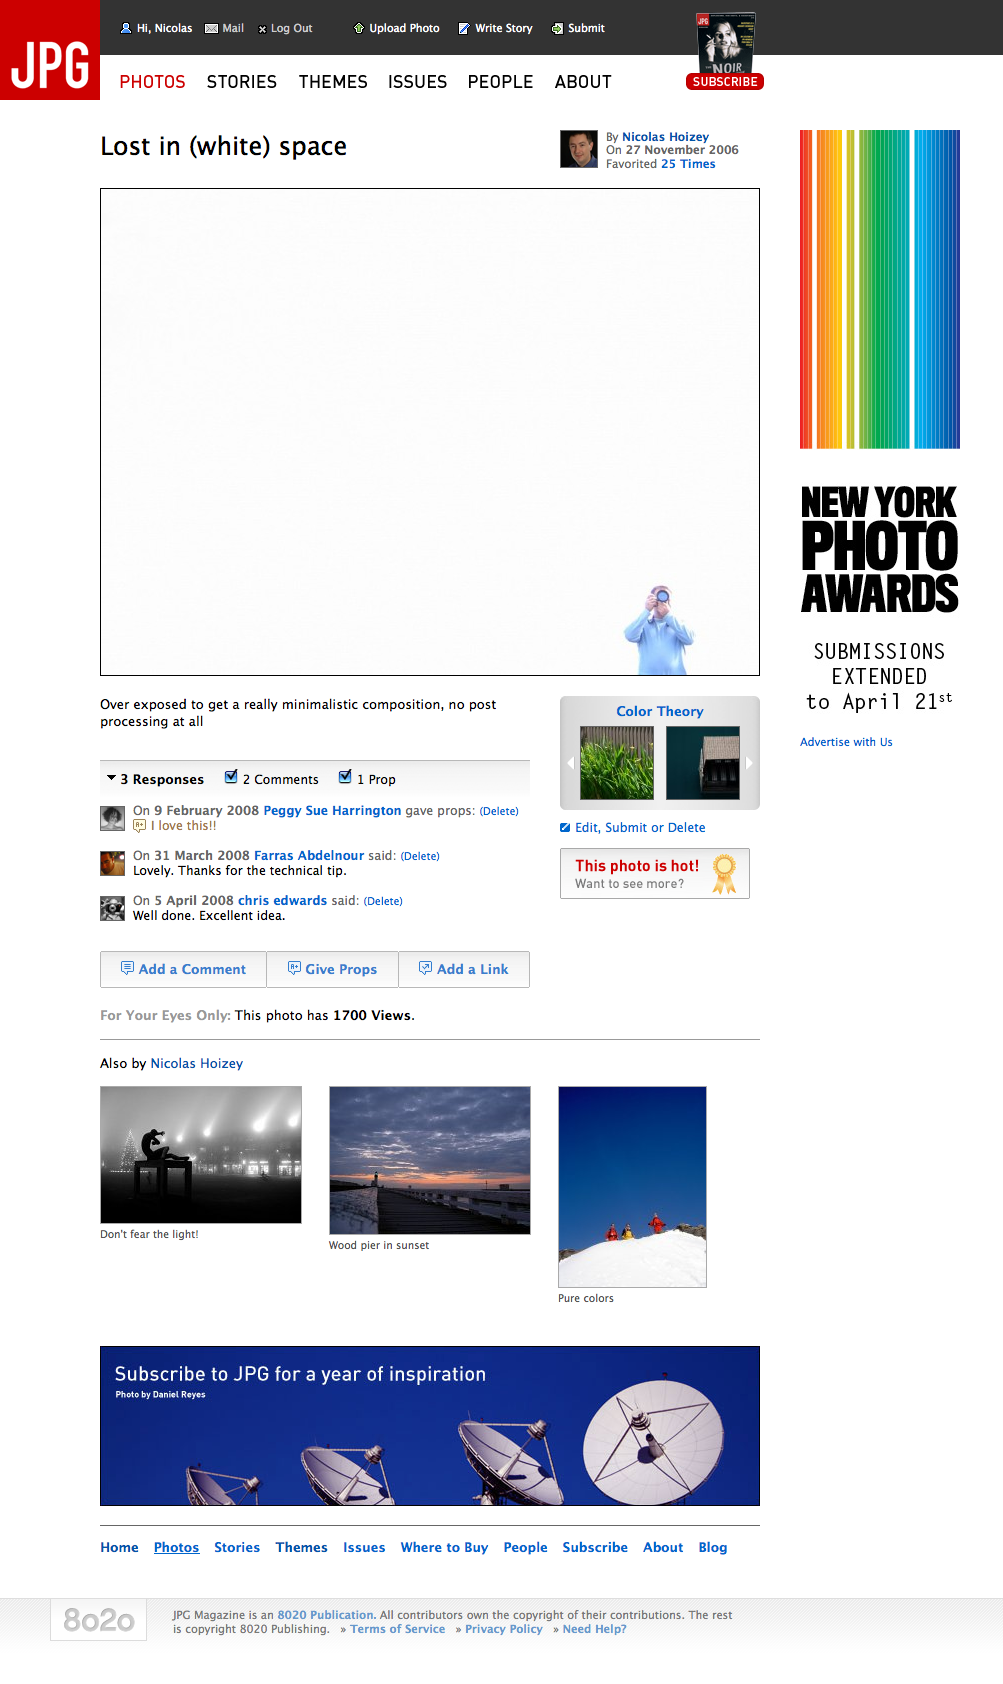 JPG
Hi, Nicolas Mail Log Out Upload Photo Write Story Submit
JPG
NOIR
SUBSCRIBE
PHOTOS STORIES THEMES ISSUES PEOPLE ABOUT
Lost in (white) space
By Nicolas Hoizey
On 27 November 2006
Favorited 25 Times
NEW YORK
PHOTO
AWARDS
SUBMISSIONS
EXTENDED
to April 21st
Advertise with Us
Over exposed to get a really minimalistic composition, no post
processing at all
Color Theory
Edit, Submit or Delete
This photo is hot!
Want to see more?
3 Responses 2 Comments 1 Prop
On 9 February 2008 Peggy Sue Harrington gave props: (Delete)
I love this!!
On 31 March 2008 Farras Abdelnour said: (Delete)
Lovely. Thanks for the technical tip.
On 5 April 2008 chris edwards said: (Delete)
Well done. Excellent idea.
Add a Comment Give Props Add a Link
For Your Eyes Only: This photo has 1700 Views.
Also by Nicolas Hoizey
Don't fear the light!
Wood pier in sunset
Pure colors
Subscribe to JPG for a year of inspiration
Photo by Daniel Reyes
Home Photos Stories Themes Issues Where to Buy People Subscribe About Blog
8020
JPG Magazine is an 8020 Publication. All contributors own the copyright of their contributions. The rest
is copyright 8020 Publishing. » Terms of Service » Privacy Policy » Need Help?